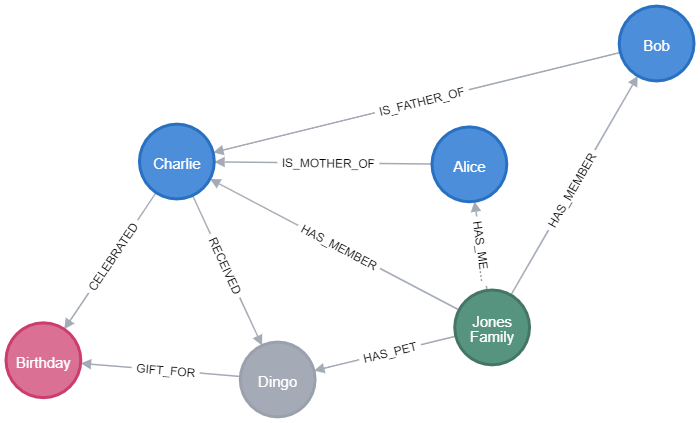 Bob
IS_FATHER_OF
Charlie
IS_MOTHER_OF
Alice
HAS_MEMBER
HAS_MEMBER
HAS_ME...
CELEBRATED
RECEIVED
Jones
Family
HAS_PET
Birthday
GIFT_FOR
Dingo